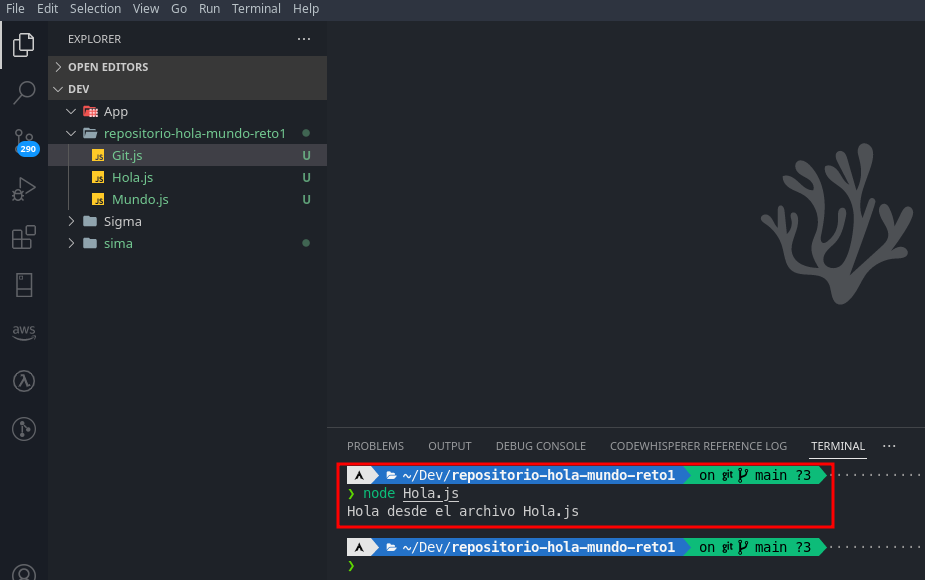 File Edit Selection View Go Run Terminal Help
EXPLORER ···
OPEN EDITORS
DEV
App
repositorio-hola-mundo-reto1
290
JS Git.js U
JS Hola.js U
JS Mundo.js U
Sigma
sima
aws
PROBLEMS OUTPUT DEBUG CONSOLE CODEWHISPERER REFERENCE LOG TERMINAL ···
~/Dev/repositorio-hola-mundo-reto1 on git main ?3
❯ node Hola.js
Hola desde el archivo Hola.js
~/Dev/repositorio-hola-mundo-reto1 on git main ?3
❯